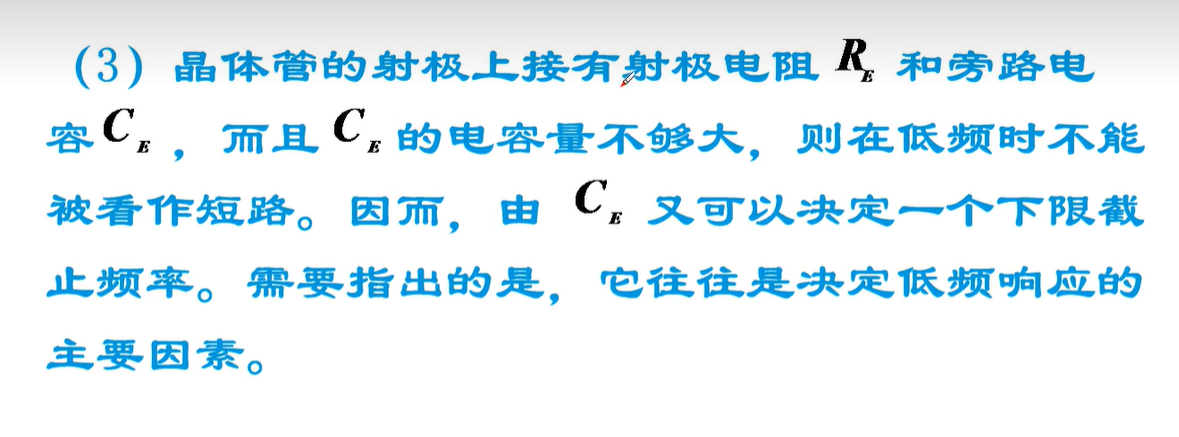 (3) 晶体管的射极上接有射极电阻 R_E 和旁路电
容 C_E ，而且 C_E 的电容量不够大，则在低频时不能
被看作短路。因而，由 C_E 又可以决定一个下限截
止频率。需要指出的是，它往往是决定低频响应的
主要因素。